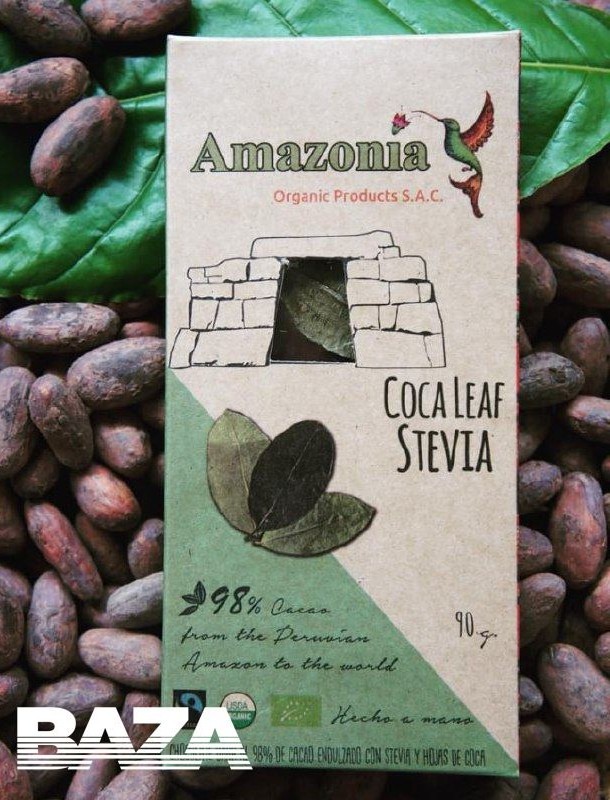 Amazonia
Organic Products S.A.C.
COCA LEAF
STEVIA
98% Cacao
from the Peruvian
Amazon to the world
90 g.
USDA
ORGANIC
Hecho a mano
98% DE CACAO ENDULZADO CON STEVIA Y HOJAS DE COCA
BAZA